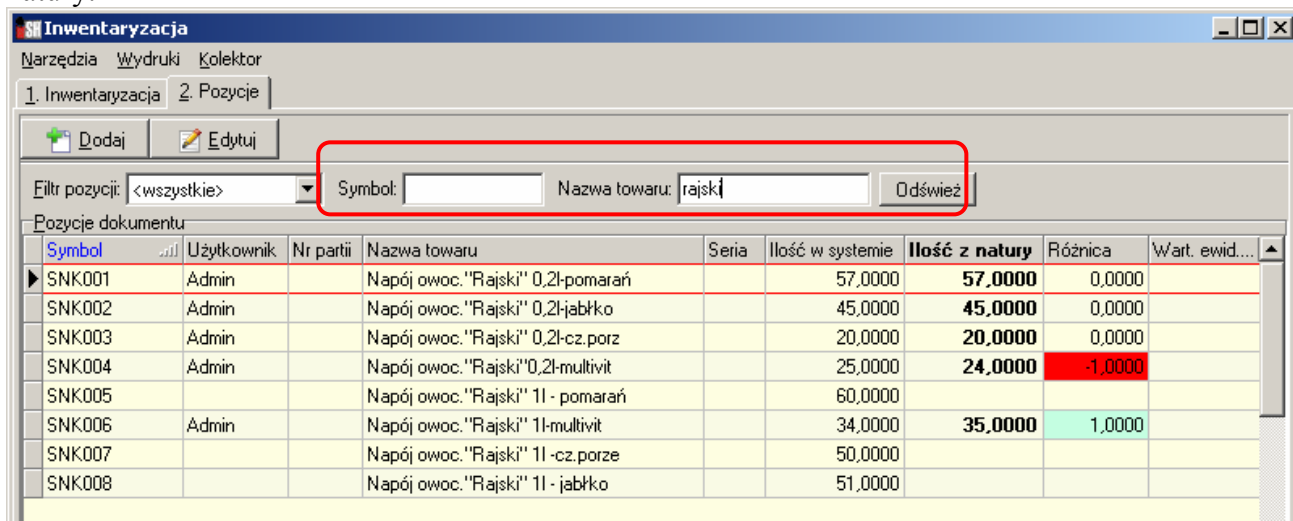 SH Inwentaryzacja
Narzędzia Wydruki Kolektor
1. Inwentaryzacja 2. Pozycje
Dodaj Edytuj
Filtr pozycji: <wszystkie> Symbol: Nazwa towaru: rajski Odśwież
Pozycje dokumentu
Symbol Użytkownik Nr partii Nazwa towaru Seria Ilość w systemie Ilość z natury Różnica Wart. ewid....
SNK001 Admin Napój owoc."Rajski" 0,2l-pomarań 57,0000 57,0000 0,0000
SNK002 Admin Napój owoc."Rajski" 0,2l-jabłko 45,0000 45,0000 0,0000
SNK003 Admin Napój owoc."Rajski" 0,2l-cz.porz 20,0000 20,0000 0,0000
SNK004 Admin Napój owoc."Rajski"0,2l-multivit 25,0000 24,0000 -1,0000
SNK005 Napój owoc."Rajski" 1l - pomarań 60,0000
SNK006 Admin Napój owoc."Rajski" 1l-multivit 34,0000 35,0000 1,0000
SNK007 Napój owoc."Rajski" 1l -cz.porze 50,0000
SNK008 Napój owoc."Rajski" 1l - jabłko 51,0000